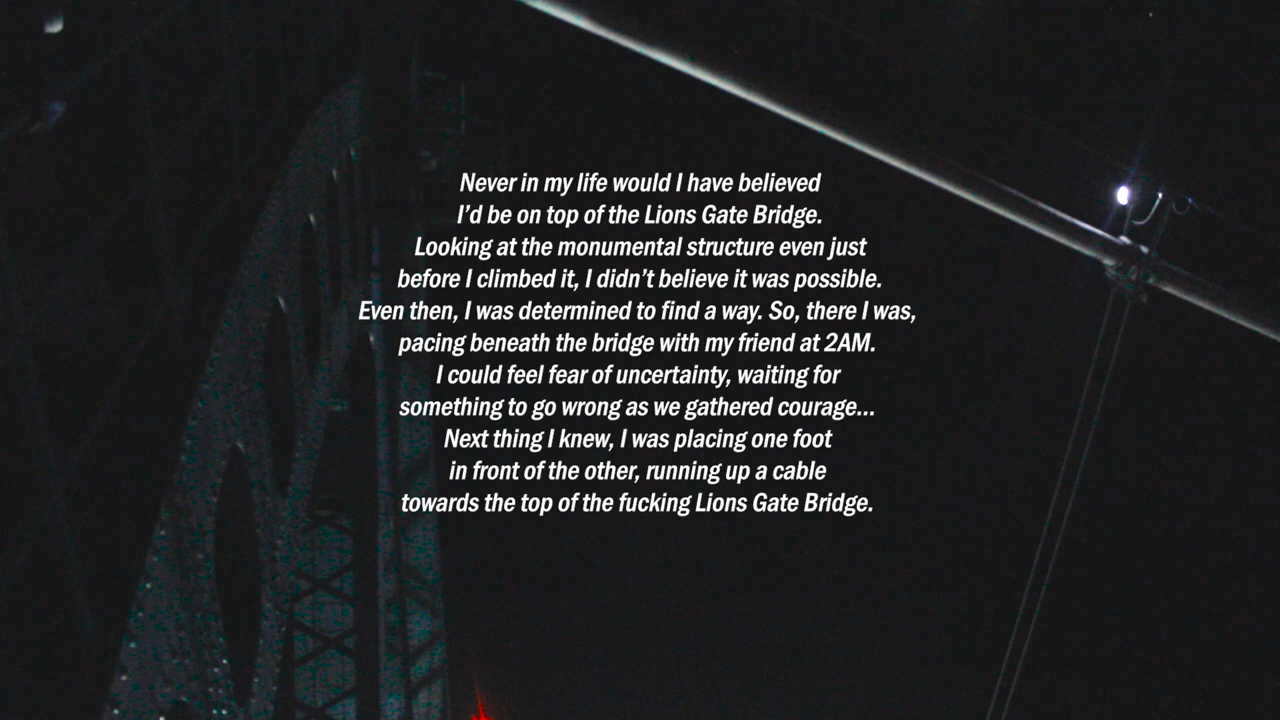 Never in my life would I have believed
I’d be on top of the Lions Gate Bridge.
Looking at the monumental structure even just
before I climbed it, I didn’t believe it was possible.
Even then, I was determined to find a way. So, there I was,
pacing beneath the bridge with my friend at 2AM.
I could feel fear of uncertainty, waiting for
something to go wrong as we gathered courage...
Next thing I knew, I was placing one foot
in front of the other, running up a cable
towards the top of the fucking Lions Gate Bridge.